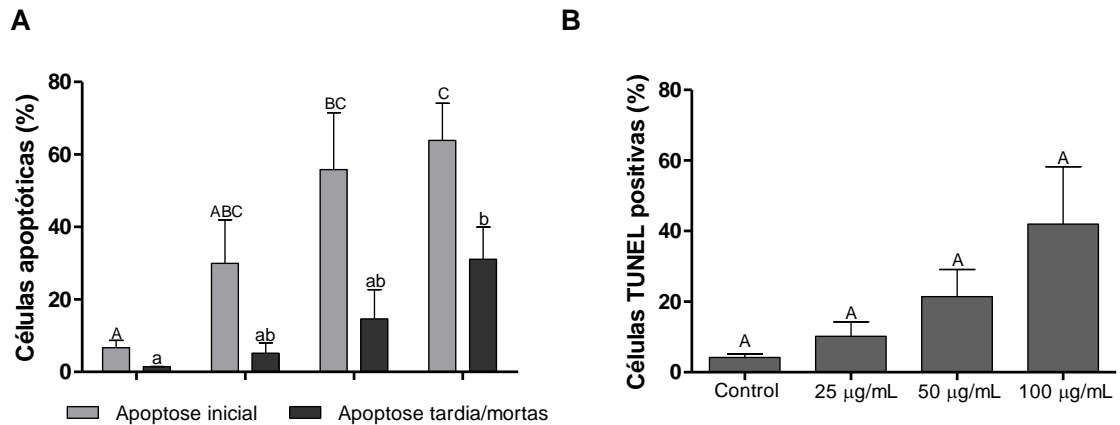 A
Células apoptóticas (%)
80
60
40
20
0
A
a
ABC
ab
BC
ab
C
b
Apoptose inicial
Apoptose tardia/mortas
B
Células TUNEL positivas (%)
80
60
40
20
0
A
A
A
A
Control
25 μg/mL
50 μg/mL
100 μg/mL